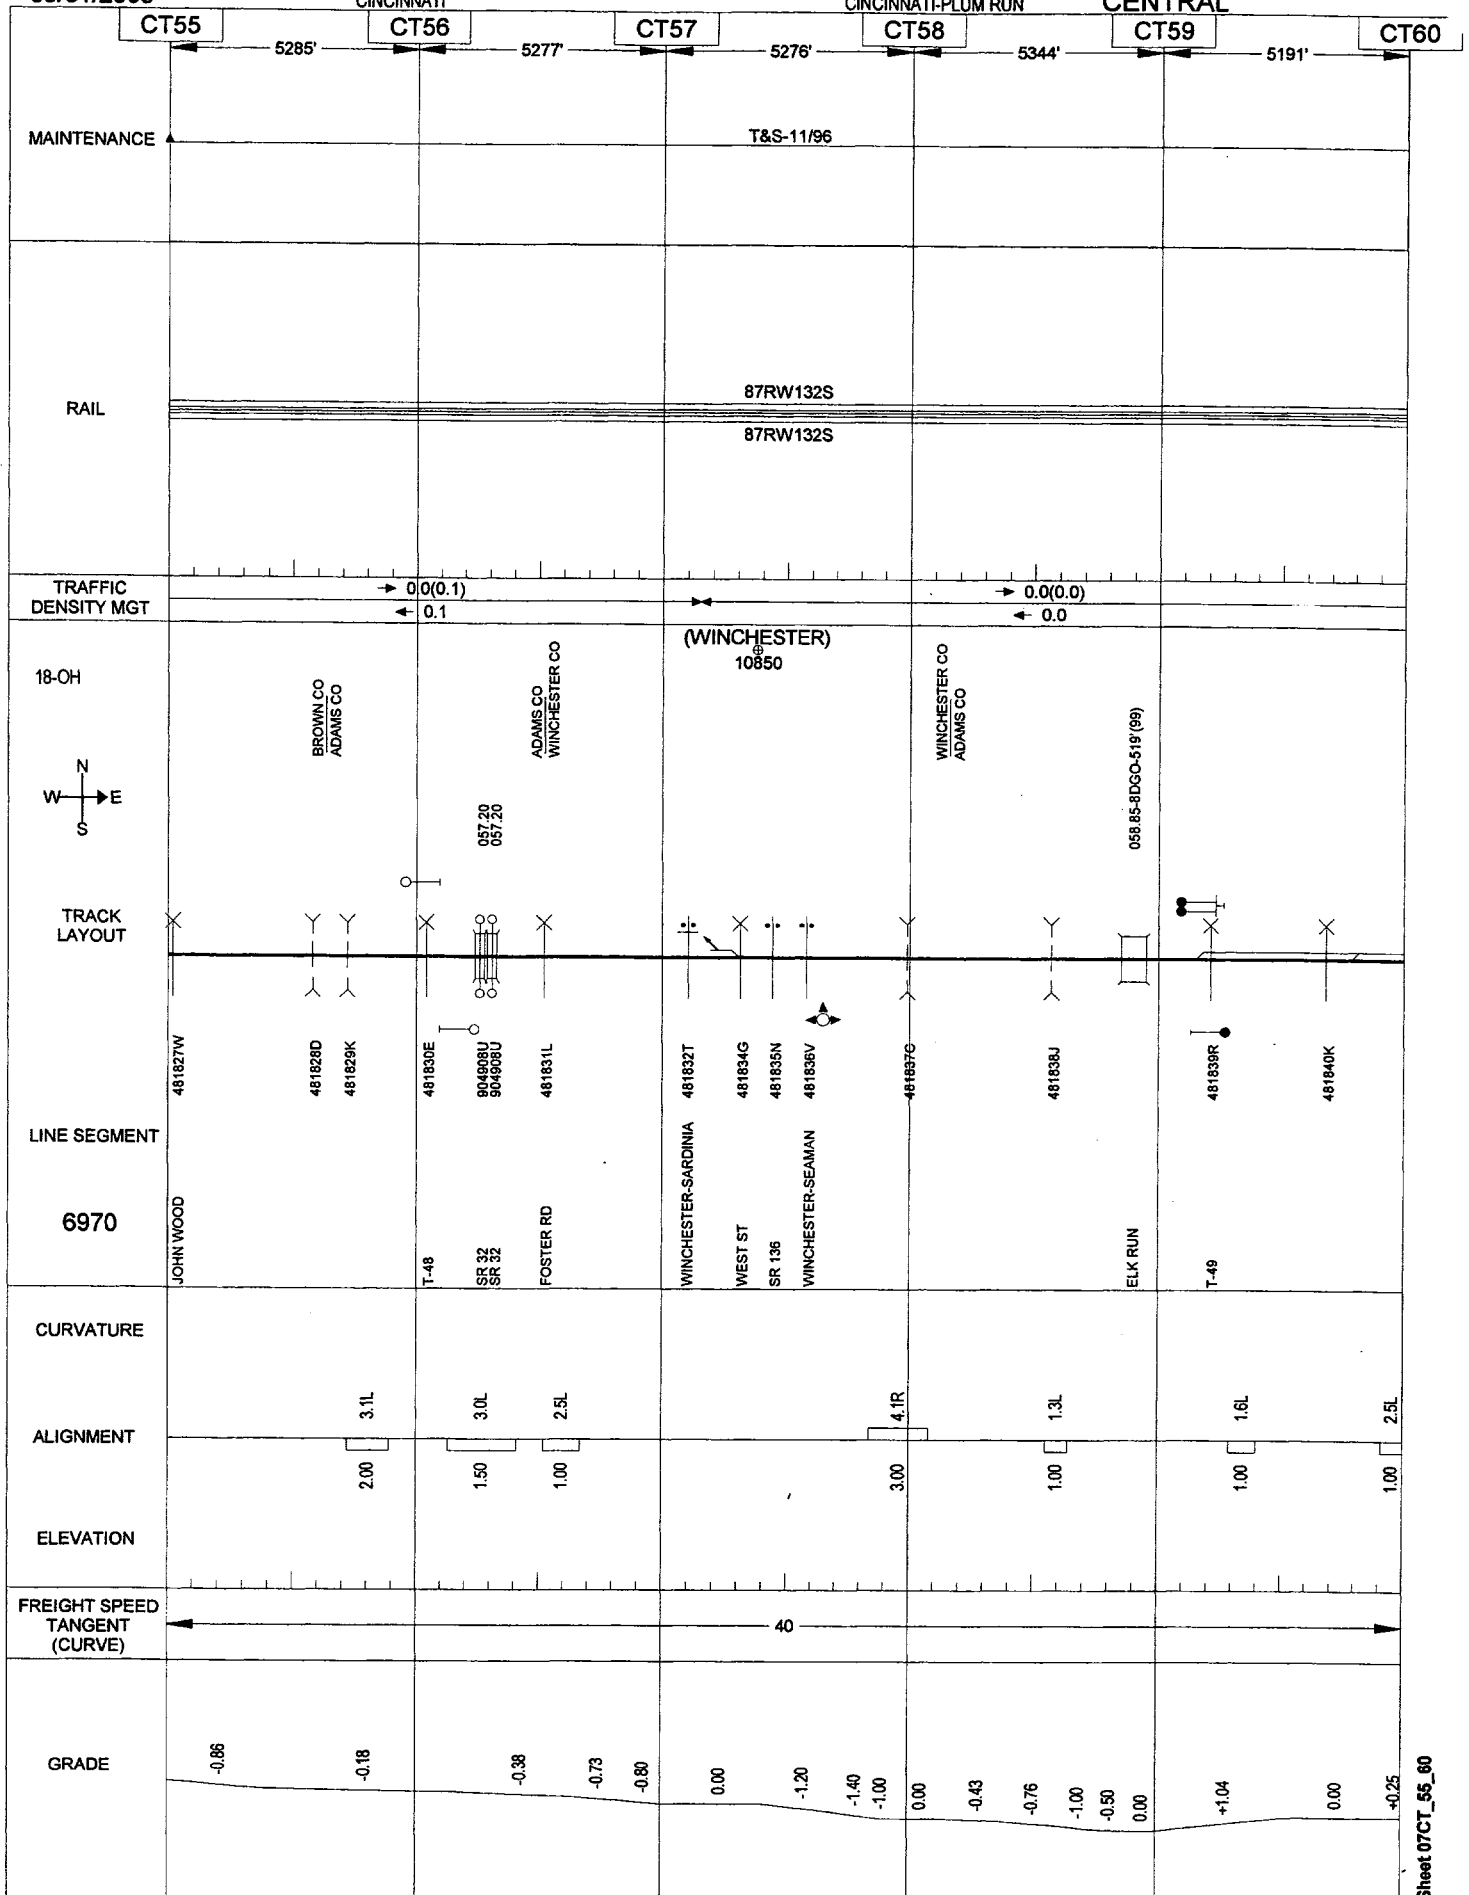 CINCINNATI
CINCINNATI-PLUM RUN
CENTRAL
CT55
CT56
CT57
CT58
CT59
CT60
5285'
5277'
5276'
5344'
5191'
MAINTENANCE
T&S-11/96
RAIL
87RW132S
87RW132S
TRAFFIC
DENSITY MGT
0.0(0.1)
0.1
0.0(0.0)
0.0
18-OH
(WINCHESTER)
10850
BROWN CO
ADAMS CO
ADAMS CO
WINCHESTER CO
WINCHESTER CO
ADAMS CO
N
W
E
S
057.20
057.20
058.85-8DGO-519'(99)
TRACK
LAYOUT
481827W
481828D
481829K
481830E
904908U
904908U
481831L
481832T
481834G
481835N
481836V
481837C
481838J
481839R
481840K
LINE SEGMENT
6970
JOHN WOOD
T-48
SR 32
SR 32
FOSTER RD
WINCHESTER-SARDINIA
WEST ST
SR 136
WINCHESTER-SEAMAN
ELK RUN
T-49
CURVATURE
3.1L
3.0L
2.5L
4.1R
1.3L
1.6L
2.5L
ALIGNMENT
2.00
1.50
1.00
3.00
1.00
1.00
1.00
ELEVATION
FREIGHT SPEED
TANGENT
(CURVE)
40
GRADE
-0.86
-0.18
-0.38
-0.73
-0.80
0.00
-1.20
-1.40
-1.00
0.00
-0.43
-0.76
-1.00
-0.50
0.00
+1.04
0.00
+0.25
Sheet 07CT_55_60